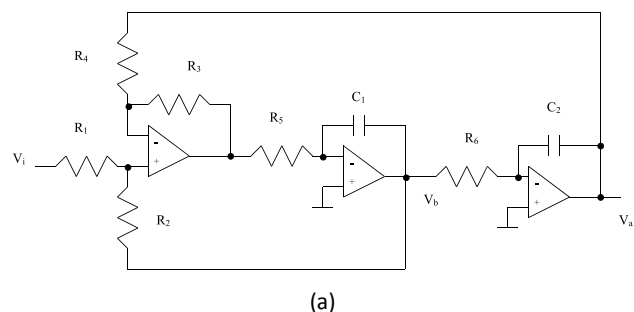 R4
R3
C1
C2
R1
R5
R6
-
-
-
Vi
+
+
+
R2
Vb
Va
(a)